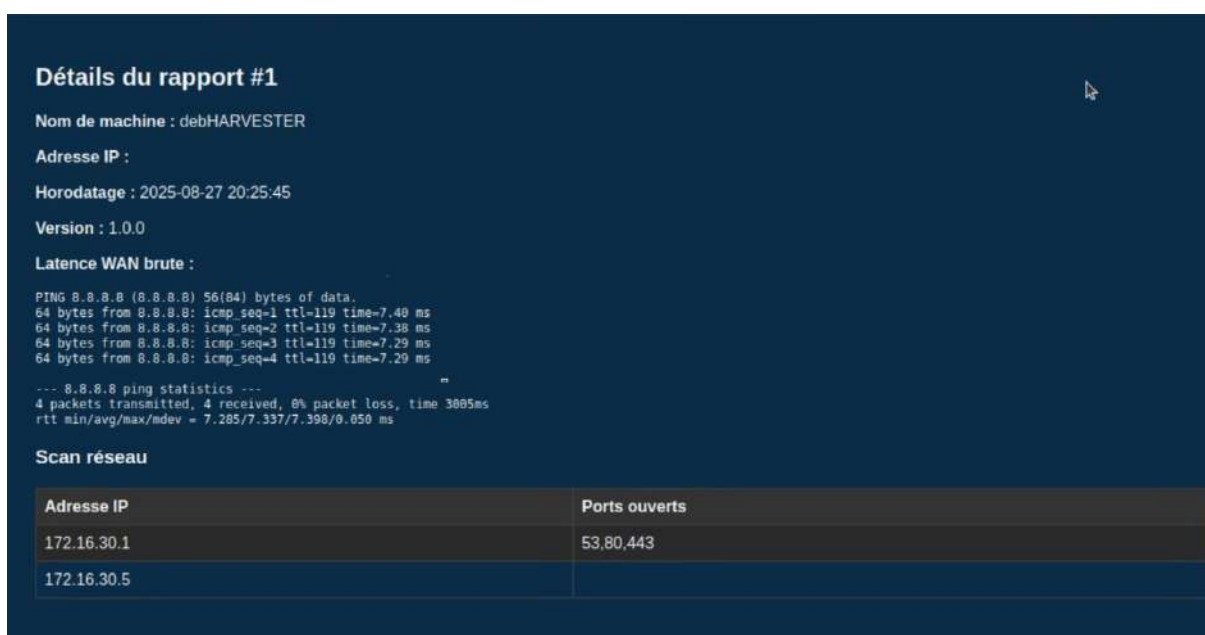 Détails du rapport #1
Nom de machine : debHARVESTER
Adresse IP :
Horodatage : 2025-08-27 20:25:45
Version : 1.0.0
Latence WAN brute :
PING 8.8.8.8 (8.8.8.8) 56(84) bytes of data.
64 bytes from 8.8.8.8: icmp_seq=1 ttl=119 time=7.40 ms
64 bytes from 8.8.8.8: icmp_seq=2 ttl=119 time=7.38 ms
64 bytes from 8.8.8.8: icmp_seq=3 ttl=119 time=7.29 ms
64 bytes from 8.8.8.8: icmp_seq=4 ttl=119 time=7.29 ms
--- 8.8.8.8 ping statistics ---
4 packets transmitted, 4 received, 0% packet loss, time 3005ms
rtt min/avg/max/mdev = 7.285/7.337/7.398/0.050 ms
Scan réseau
Adresse IP Ports ouverts
172.16.30.1 53,80,443
172.16.30.5